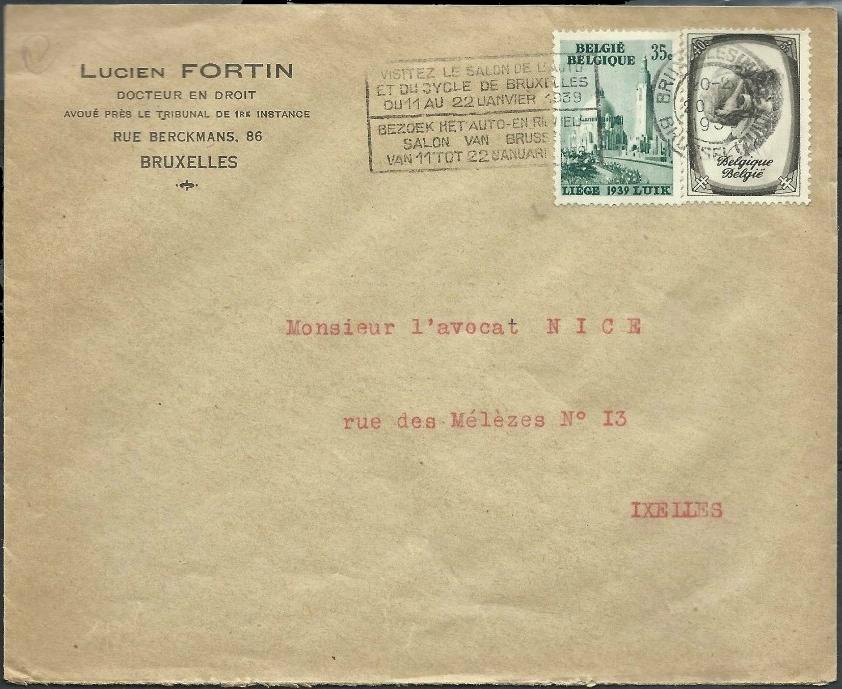 Lucien FORTIN
DOCTEUR EN DROIT
AVOUÉ PRÈS LE TRIBUNAL DE 1RE INSTANCE
RUE BERCKMANS, 86
BRUXELLES
VISITEZ LE SALON DE L'AUTO
ET DU CYCLE DE BRUXELLES
DU 11 AU 22 JANVIER 1939
BEZOEK HET AUTO-EN RIJWIEL
SALON VAN BRUSSEL
VAN 11 TOT 22 JANUARI
BELGIË 35c
BELGIQUE
LIÈGE 1939 LUIK
Belgique
België
Monsieur l'avocat N I C E
rue des Mélèzes N° I3
IXELLES